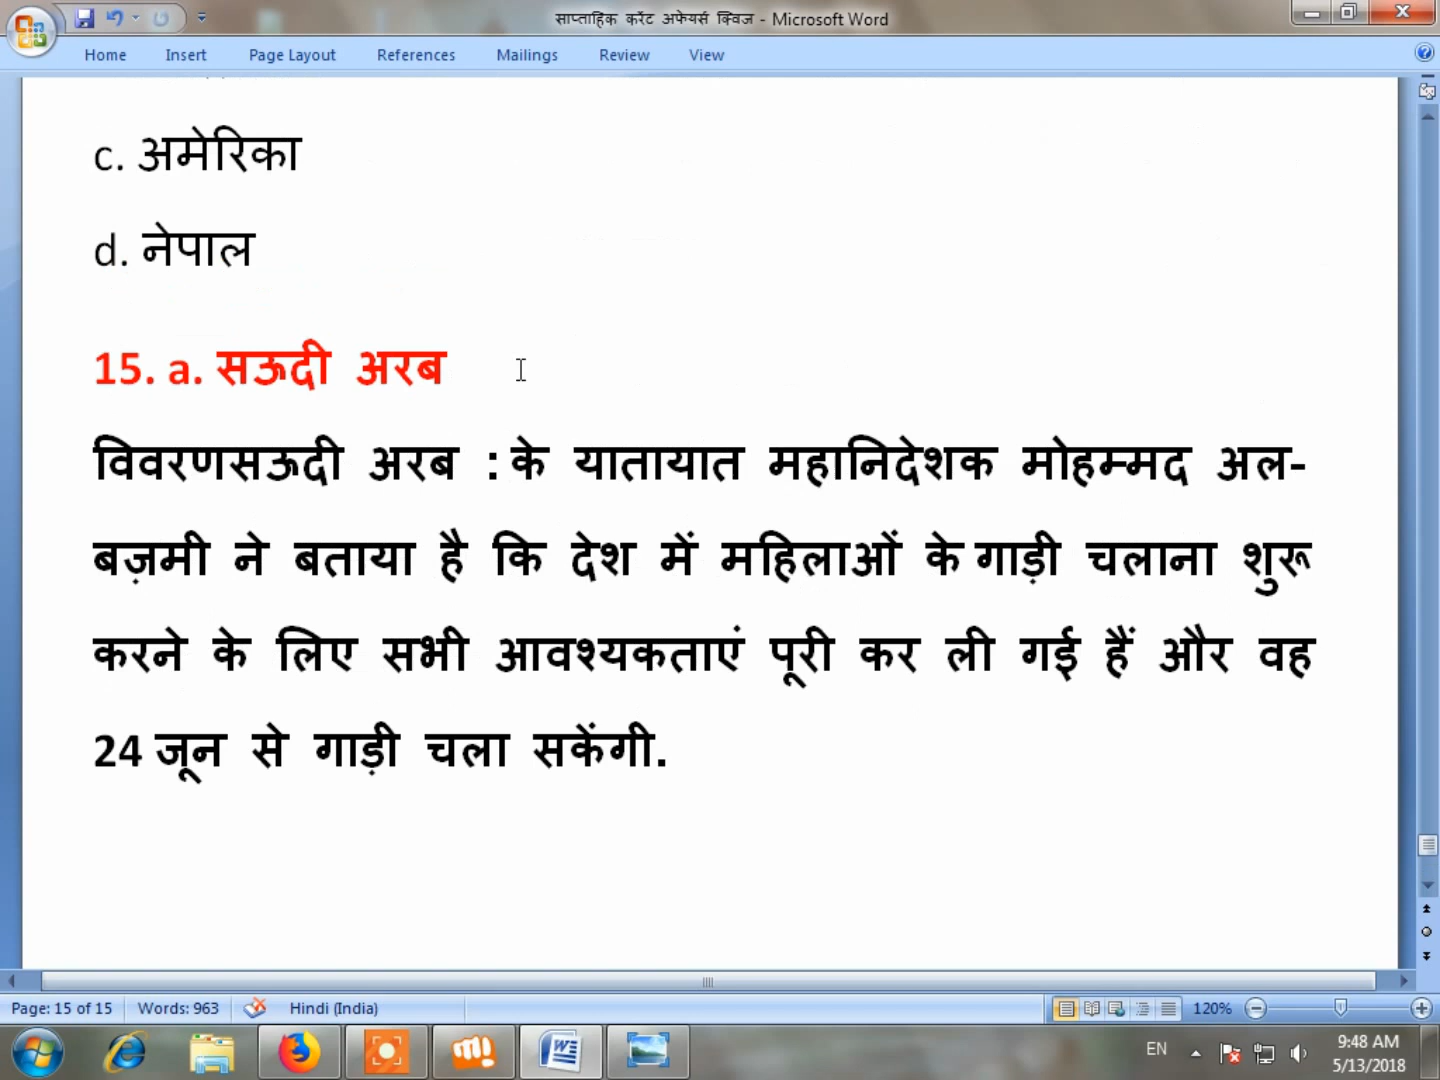 साप्ताहिक करेंट अफेयर्स क्विज - Microsoft Word
Home Insert Page Layout References Mailings Review View
c. अमेरिका
d. नेपाल
15. a. सऊदी अरब
विवरणसऊदी अरब : के यातायात महानिदेशक मोहम्मद अल-
बज़मी ने बताया है कि देश में महिलाओं के गाड़ी चलाना शुरू
करने के लिए सभी आवश्यकताएं पूरी कर ली गई हैं और वह
24 जून से गाड़ी चला सकेंगी.
Page: 15 of 15 Words: 963 Hindi (India) 120%
EN 9:48 AM
5/13/2018